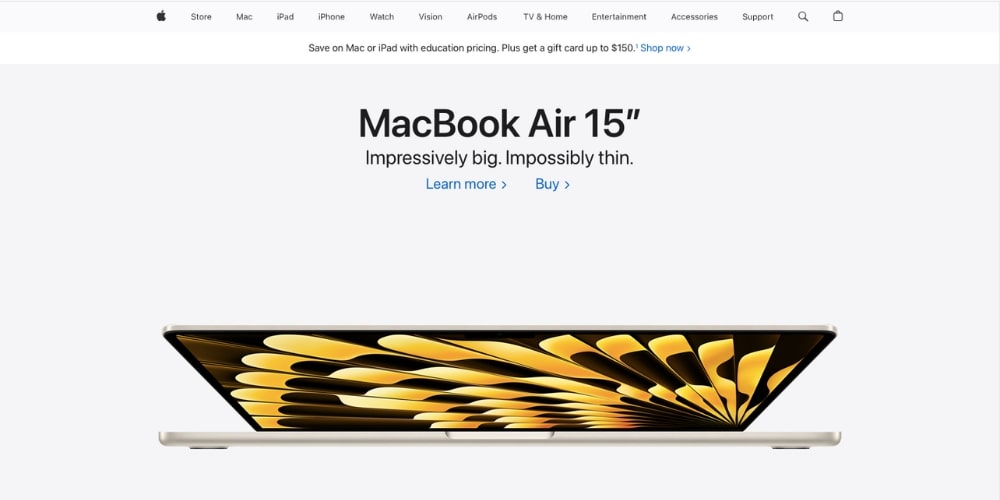 Store Mac iPad iPhone Watch Vision AirPods TV & Home Entertainment Accessories Support
Save on Mac or iPad with education pricing. Plus get a gift card up to $150.¹ Shop now >
MacBook Air 15”
Impressively big. Impossibly thin.
Learn more > Buy >